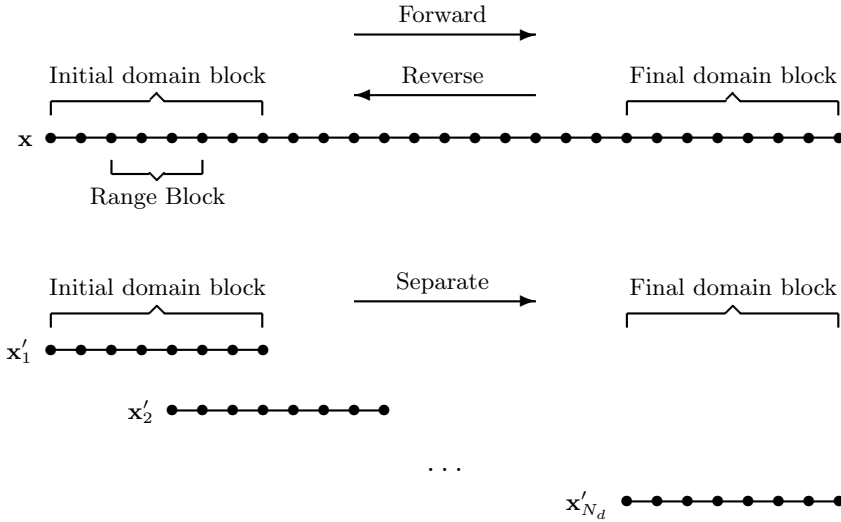 Forward
Initial domain block
Reverse
Final domain block
x
Range Block
Initial domain block
Separate
Final domain block
x′₁
x′₂
...
x′_{N_d}